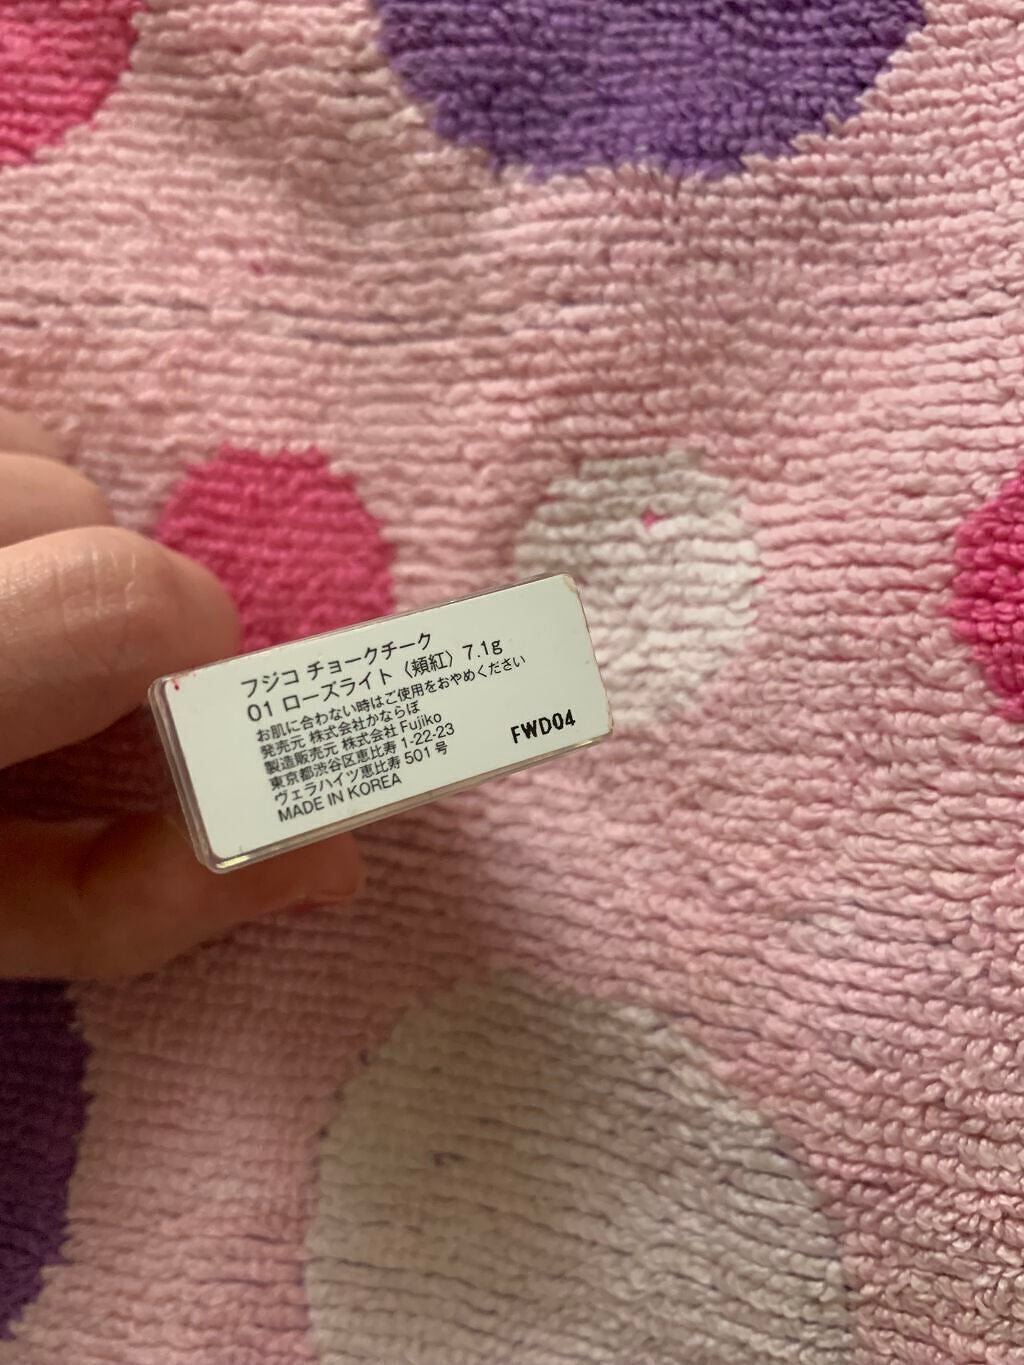 フジコ チョークチーク
01 ローズライト〈頬紅〉7.1g
お肌に合わない時はご使用をおやめください
発売元 株式会社かならぼ
製造販売元 株式会社 Fujiko
東京都渋谷区恵比寿 1-22-23
ヴェラハイツ恵比寿 501 号
MADE IN KOREA
FWD04